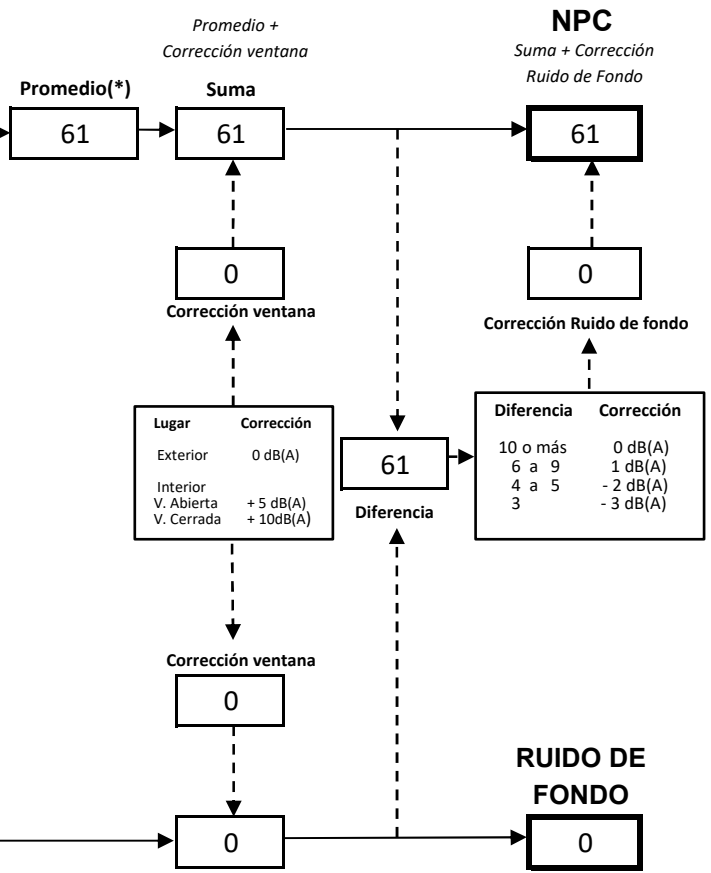 Promedio +
Corrección ventana
NPC
Suma + Corrección
Ruido de Fondo
Promedio(*)
Suma
61
61
61
0
0
Corrección ventana
Corrección Ruido de fondo
Lugar Corrección
Exterior 0 dB(A)
Interior
V. Abierta + 5 dB(A)
V. Cerrada + 10dB(A)
61
Diferencia
Diferencia Corrección
10 o más 0 dB(A)
6 a 9 1 dB(A)
4 a 5 - 2 dB(A)
3 - 3 dB(A)
Corrección ventana
0
RUIDO DE
FONDO
0
0